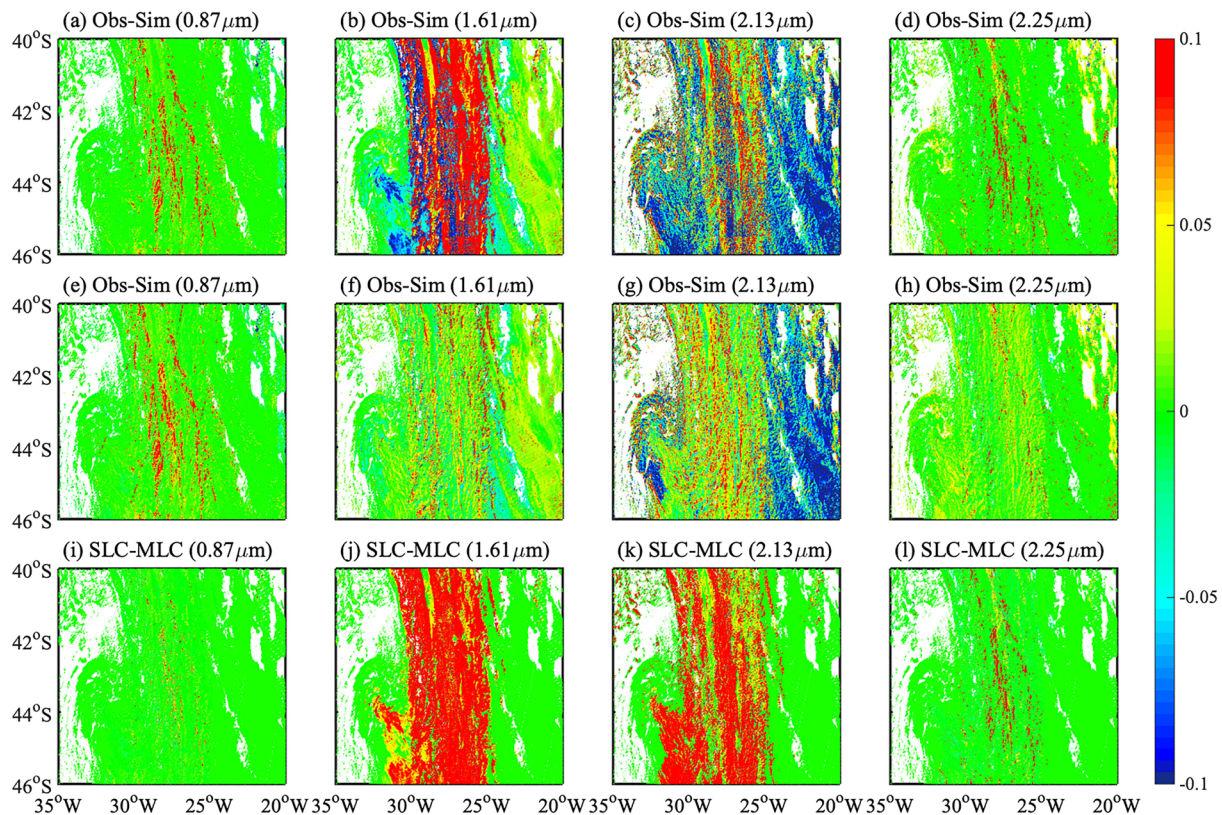 (a) Obs-Sim (0.87μm) (b) Obs-Sim (1.61μm) (c) Obs-Sim (2.13μm) (d) Obs-Sim (2.25μm)
40°S
0.1
42°S
44°S
0.05
46°S
(e) Obs-Sim (0.87μm) (f) Obs-Sim (1.61μm) (g) Obs-Sim (2.13μm) (h) Obs-Sim (2.25μm)
40°S
42°S
0
44°S
46°S
(i) SLC-MLC (0.87μm) (j) SLC-MLC (1.61μm) (k) SLC-MLC (2.13μm) (l) SLC-MLC (2.25μm)
40°S
-0.05
42°S
44°S
46°S
-0.1
35°W 30°W 25°W 20°W 35°W 30°W 25°W 20°W 35°W 30°W 25°W 20°W 35°W 30°W 25°W 20°W